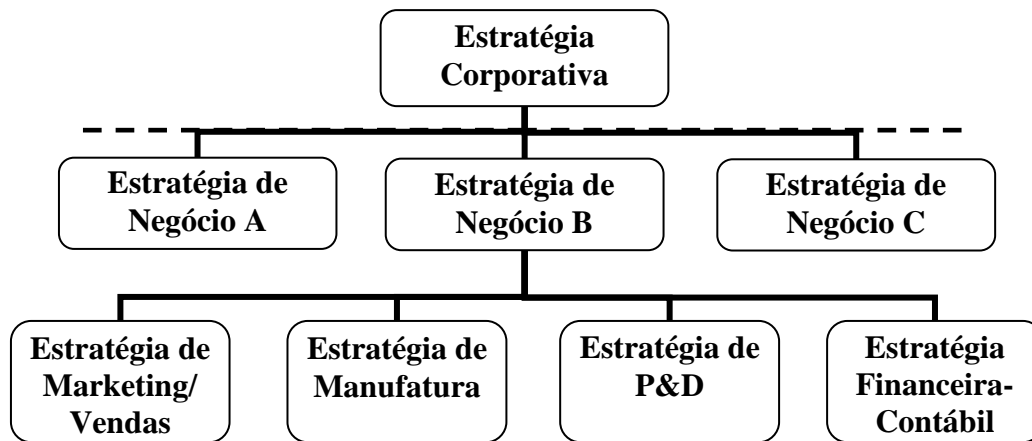 Estratégia
Corporativa
Estratégia de
Negócio A
Estratégia de
Negócio B
Estratégia de
Negócio C
Estratégia de
Marketing/
Vendas
Estratégia de
Manufatura
Estratégia de
P&D
Estratégia
Financeira-
Contábil